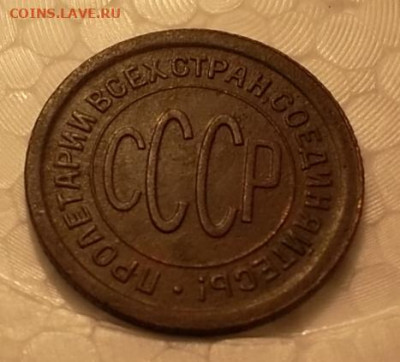 COINS.LAVE.RU
ПРОЛЕТАРИИ ВСЕХ СТРАН, СОЕДИНЯЙТЕСЬ!
СССР